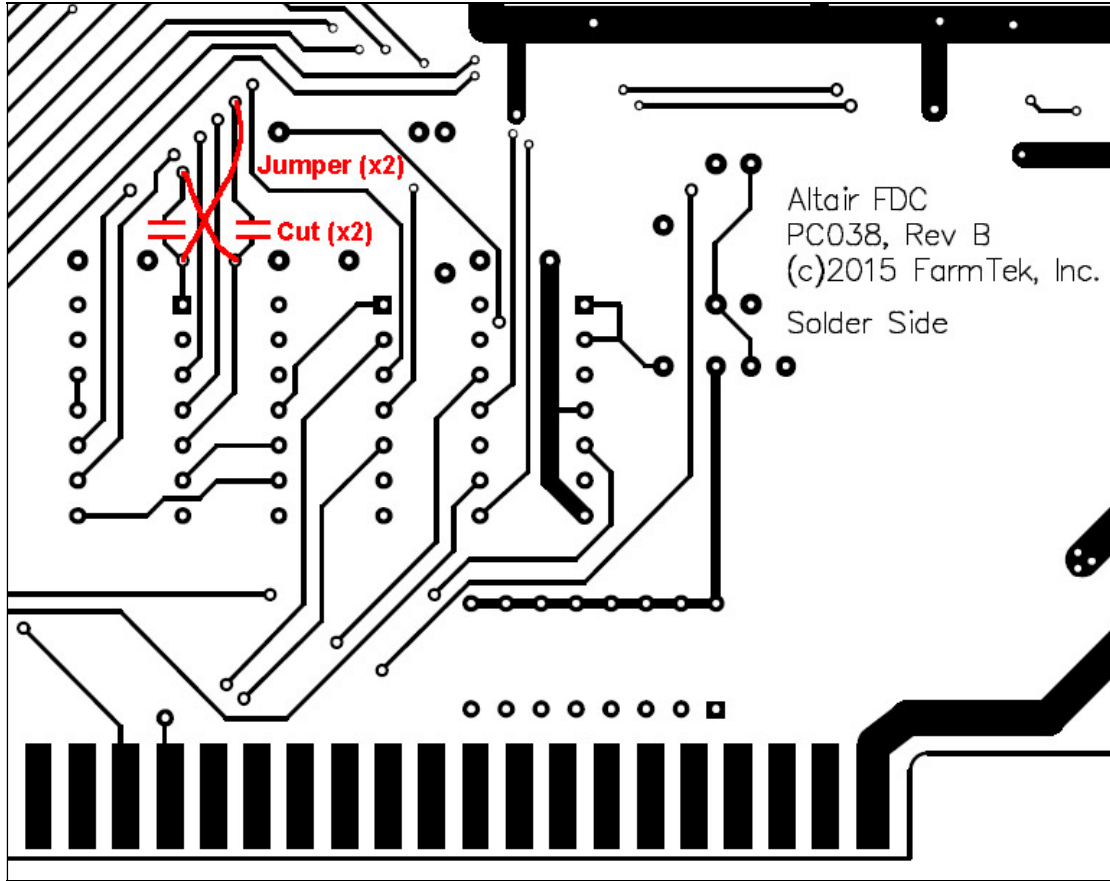 Jumper (x2)
Cut (x2)
Altair FDC
PC038, Rev B
(c)2015 FarmTek, Inc.
Solder Side